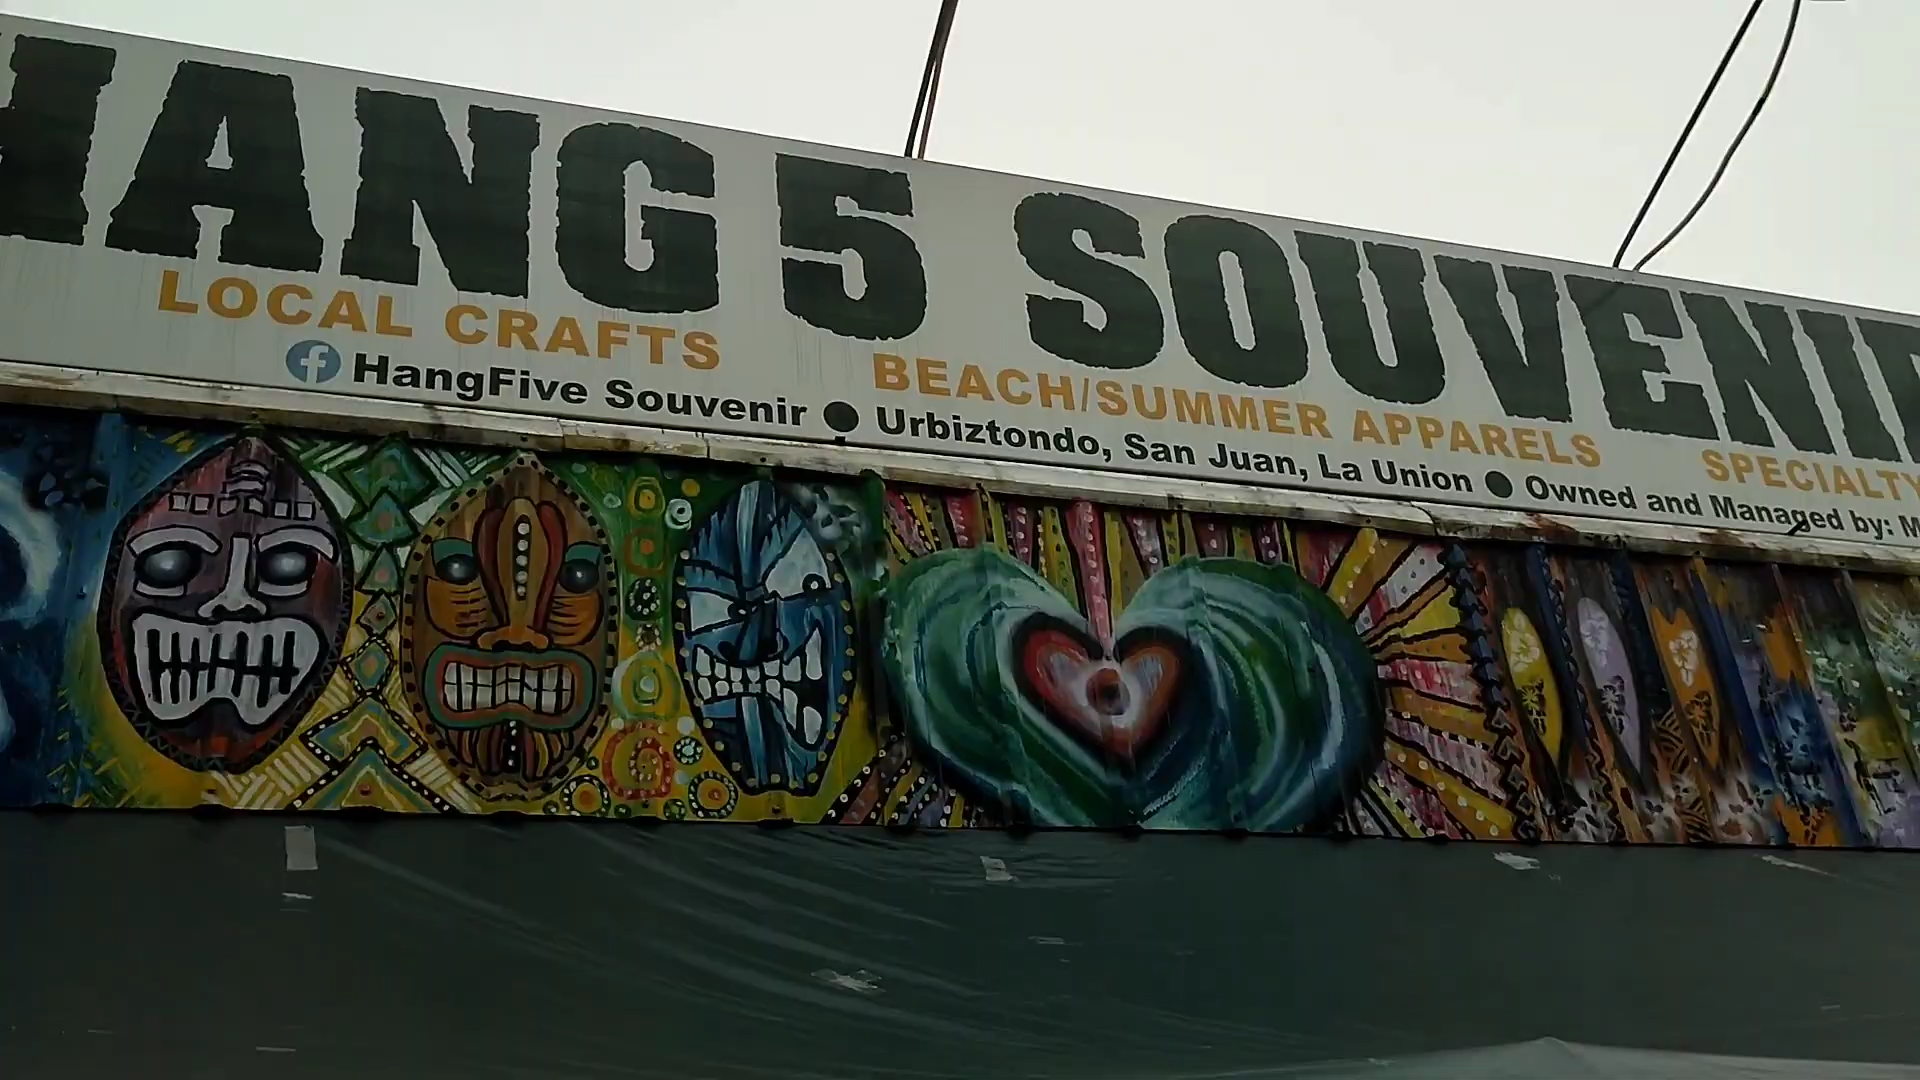 HANG 5 SOUVENIR
LOCAL CRAFTS BEACH/SUMMER APPARELS SPECIALTY
HangFive Souvenir ● Urbiztondo, San Juan, La Union ● Owned and Managed by: M